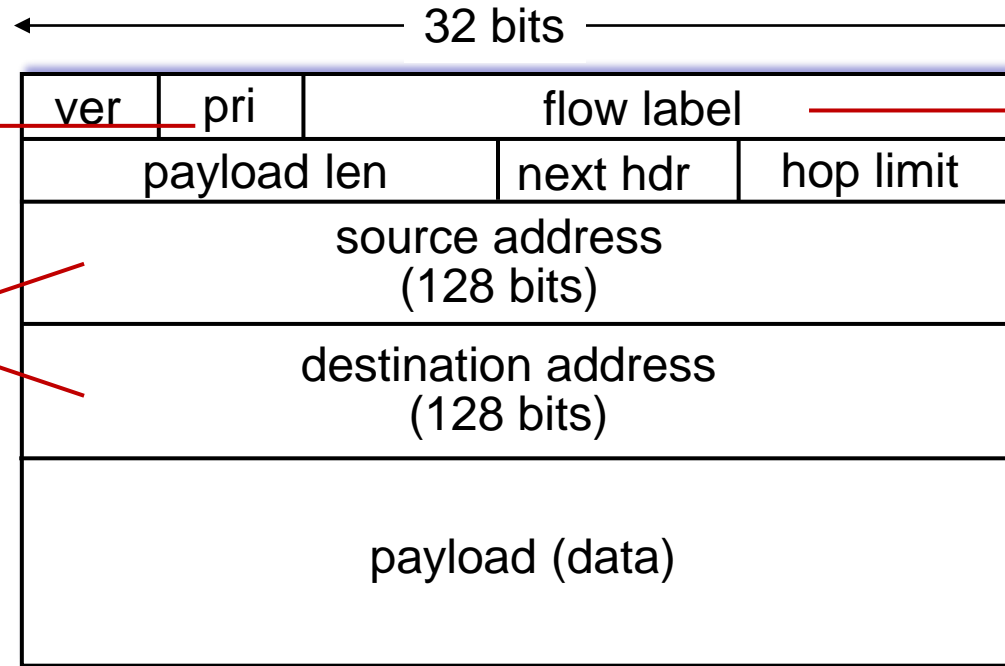 32 bits
ver pri flow label
payload len next hdr hop limit
source address
(128 bits)
destination address
(128 bits)
payload (data)